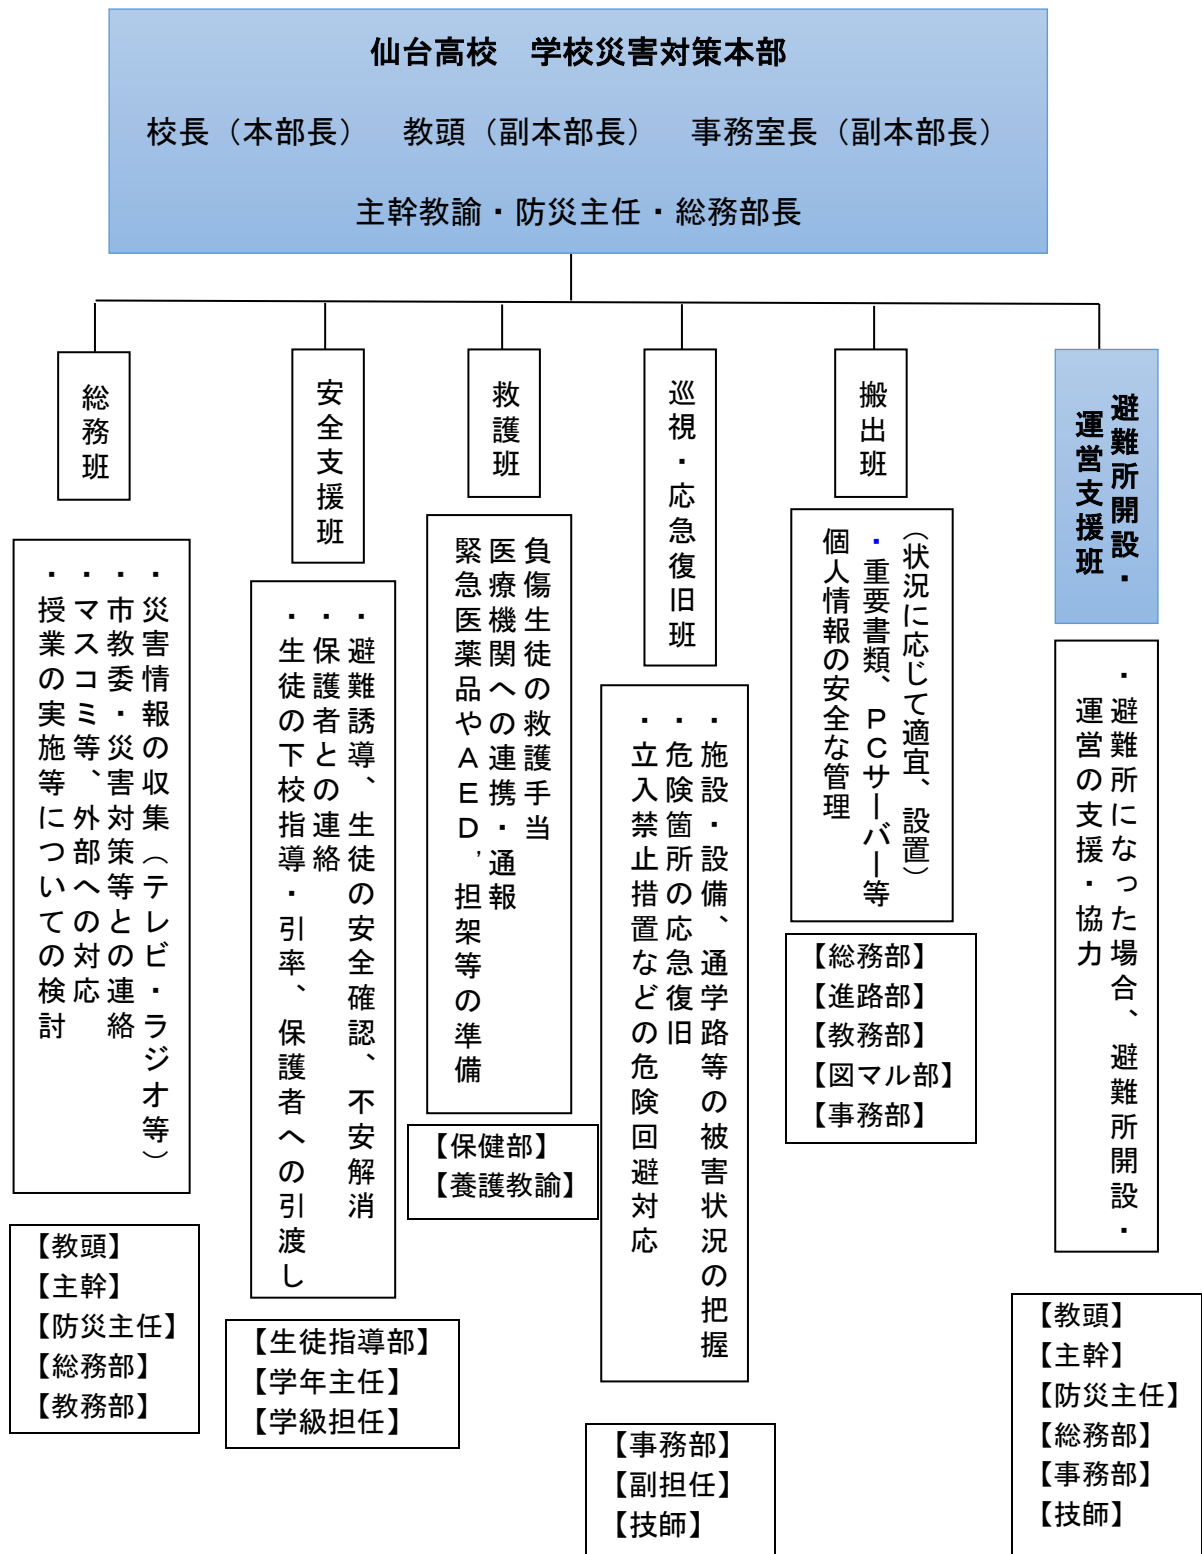 仙台高校　学校災害対策本部
校長（本部長）　教頭（副本部長）　事務室長（副本部長）
主幹教諭・防災主任・総務部長
総務班
・災害情報の収集（テレビ・ラジオ等）
・市教委・災害対策等との連絡
・マスコミ等、外部への対応
・授業の実施等についての検討
【教頭】
【主幹】
【防災主任】
【総務部】
【教務部】
安全支援班
・避難誘導、生徒の安全確認、不安解消
・保護者との連絡
・生徒の下校指導・引率、保護者への引渡し
【生徒指導部】
【学年主任】
【学級担任】
救護班
負傷生徒の救護手当
医療機関への連携・通報
緊急医薬品やＡＥＤ，担架等の準備
【保健部】
【養護教諭】
巡視・応急復旧班
・施設・設備、通学路等の被害状況の把握
・危険箇所の応急復旧
・立入禁止措置などの危険回避対応
【事務部】
【副担任】
【技師】
搬出班
（状況に応じて適宜、設置）
・重要書類、ＰＣサーバー等
個人情報の安全な管理
【総務部】
【進路部】
【教務部】
【図マル部】
【事務部】
避難所開設・
運営支援班
・避難所になった場合、避難所開設・
運営の支援・協力
【教頭】
【主幹】
【防災主任】
【総務部】
【事務部】
【技師】